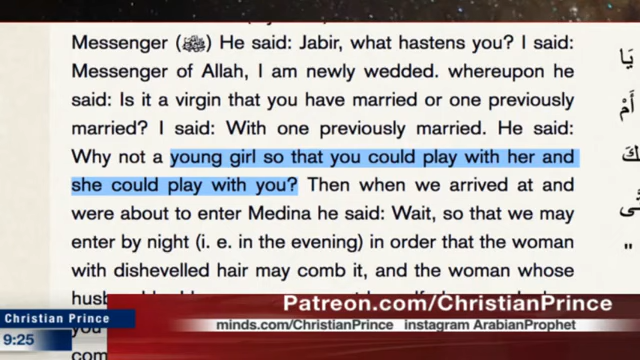 Messenger (ﷺ) He said: Jabir, what hastens you? I said:
Messenger of Allah, I am newly wedded. whereupon he
said: Is it a virgin that you have married or one previously
married? I said: With one previously married. He said:
Why not a young girl so that you could play with her and
she could play with you? Then when we arrived at and
were about to enter Medina he said: Wait, so that we may
enter by night (i. e. in the evening) in order that the woman
with dishevelled hair may comb it, and the woman whose
يَا
أَمْ
Patreon.com/ChristianPrince
Christian Prince
minds.com/ChristianPrince instagram ArabianProphet
9:25